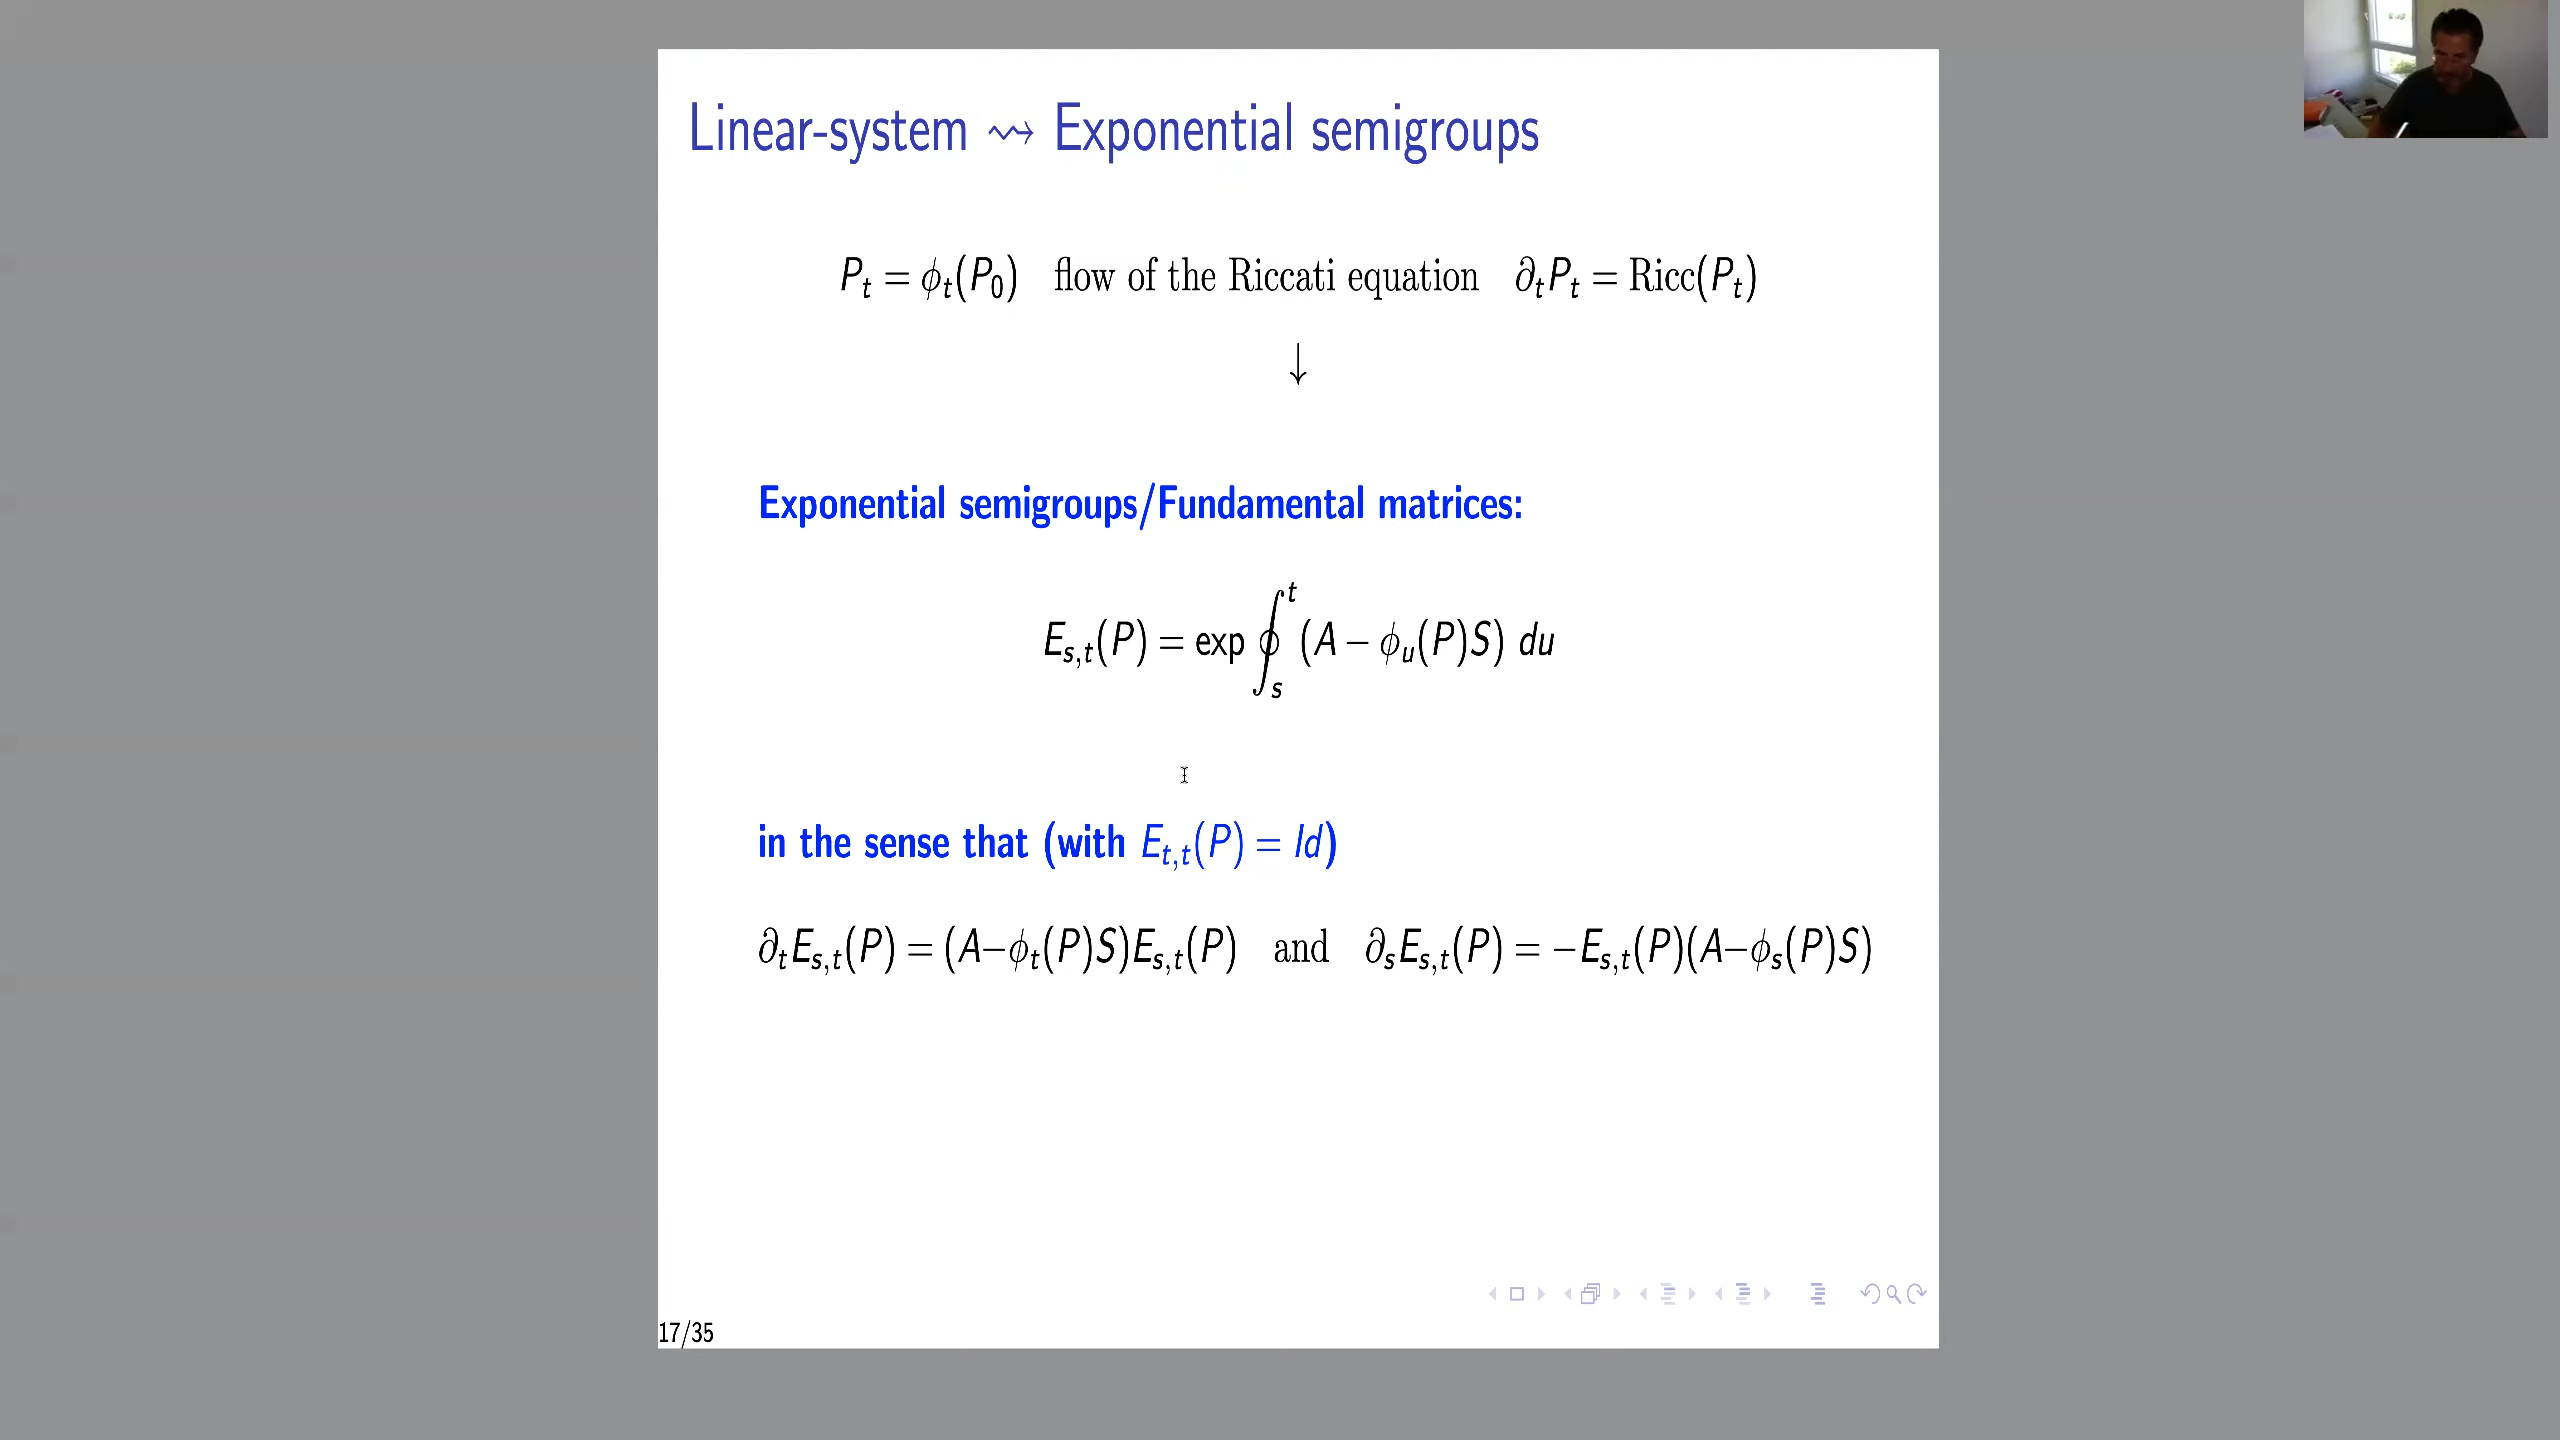 Linear-system ⇝ Exponential semigroups
P_t = ϕ_t(P_0) flow of the Riccati equation ∂_t P_t = Ricc(P_t)
↓
Exponential semigroups/Fundamental matrices:
E_{s,t}(P) = exp ∮_s^t (A − ϕ_u(P)S) du
in the sense that (with E_{t,t}(P) = Id)
∂_t E_{s,t}(P) = (A−ϕ_t(P)S)E_{s,t}(P) and ∂_s E_{s,t}(P) = −E_{s,t}(P)(A−ϕ_s(P)S)
17/35